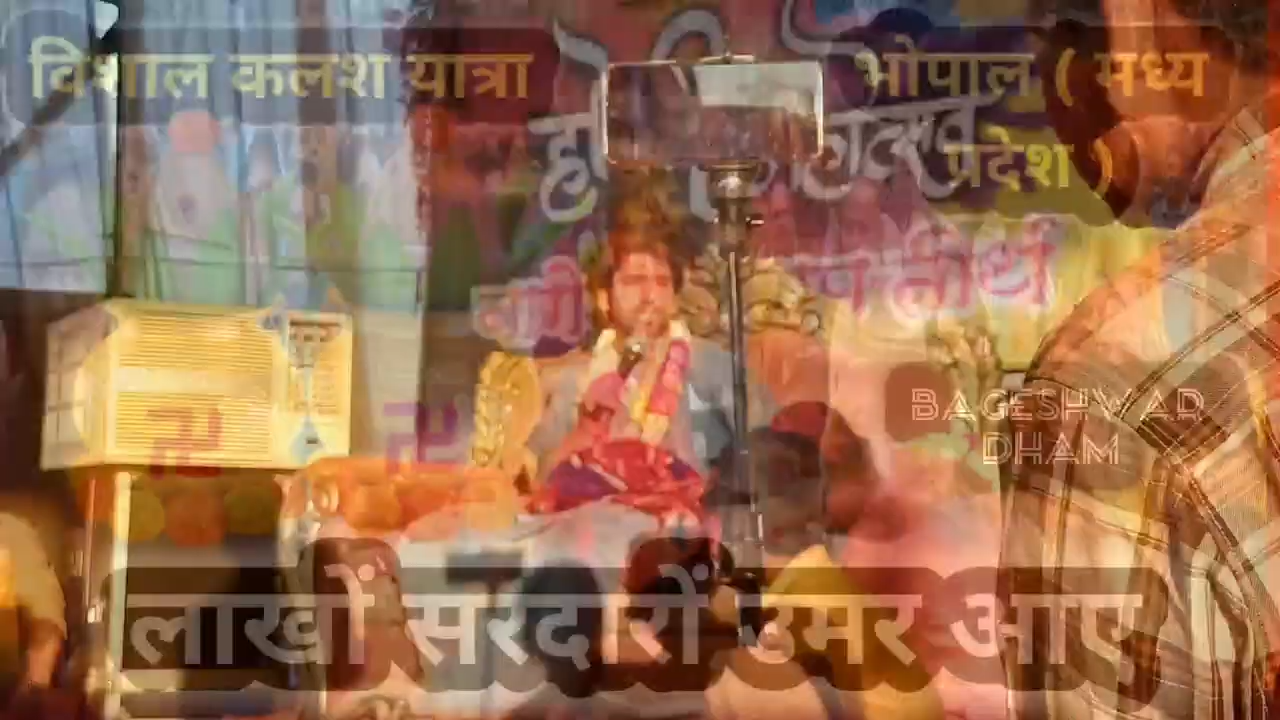 विशाल कलश यात्रा
भोपाल ( मध्य
प्रदेश )
BAGESHWAR
DHAM
लाखों सरदारों उमर आए